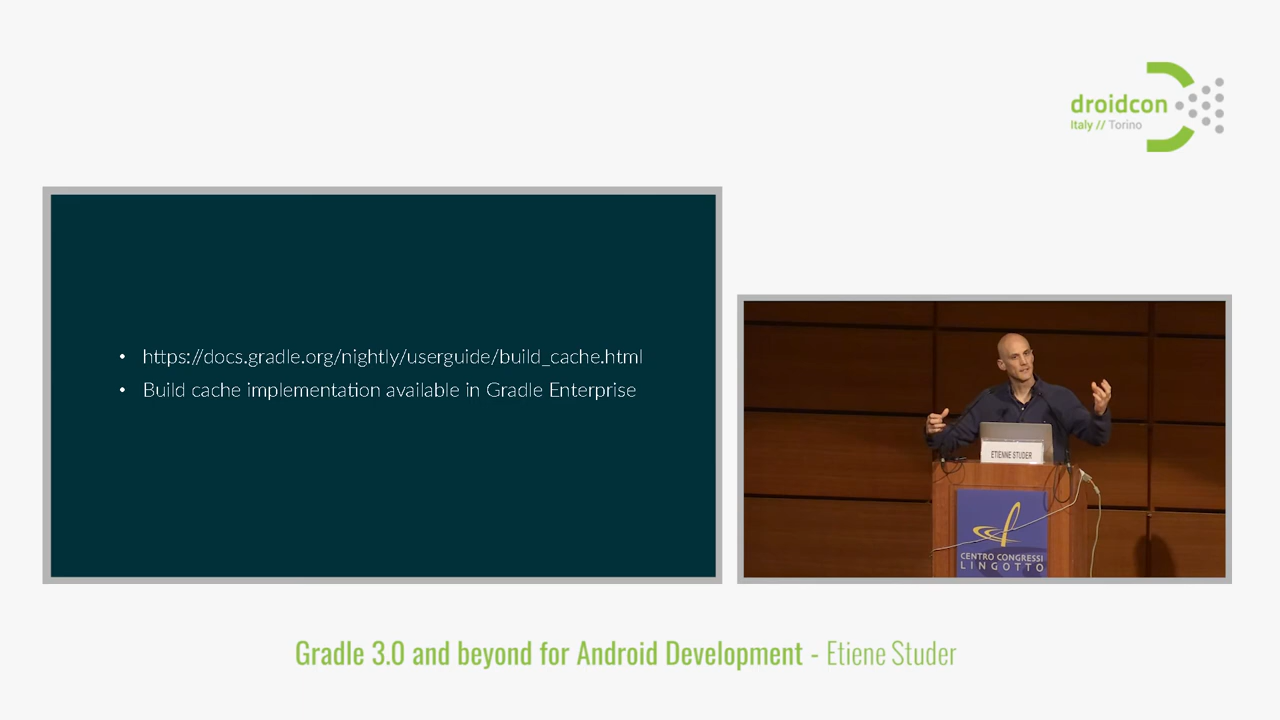 droidcon
Italy // Torino
• https://docs.gradle.org/nightly/userguide/build_cache.html
• Build cache implementation available in Gradle Enterprise
ETIENNE STUDER
CENTRO CONGRESSI
LINGOTTO
Gradle 3.0 and beyond for Android Development - Etiene Studer